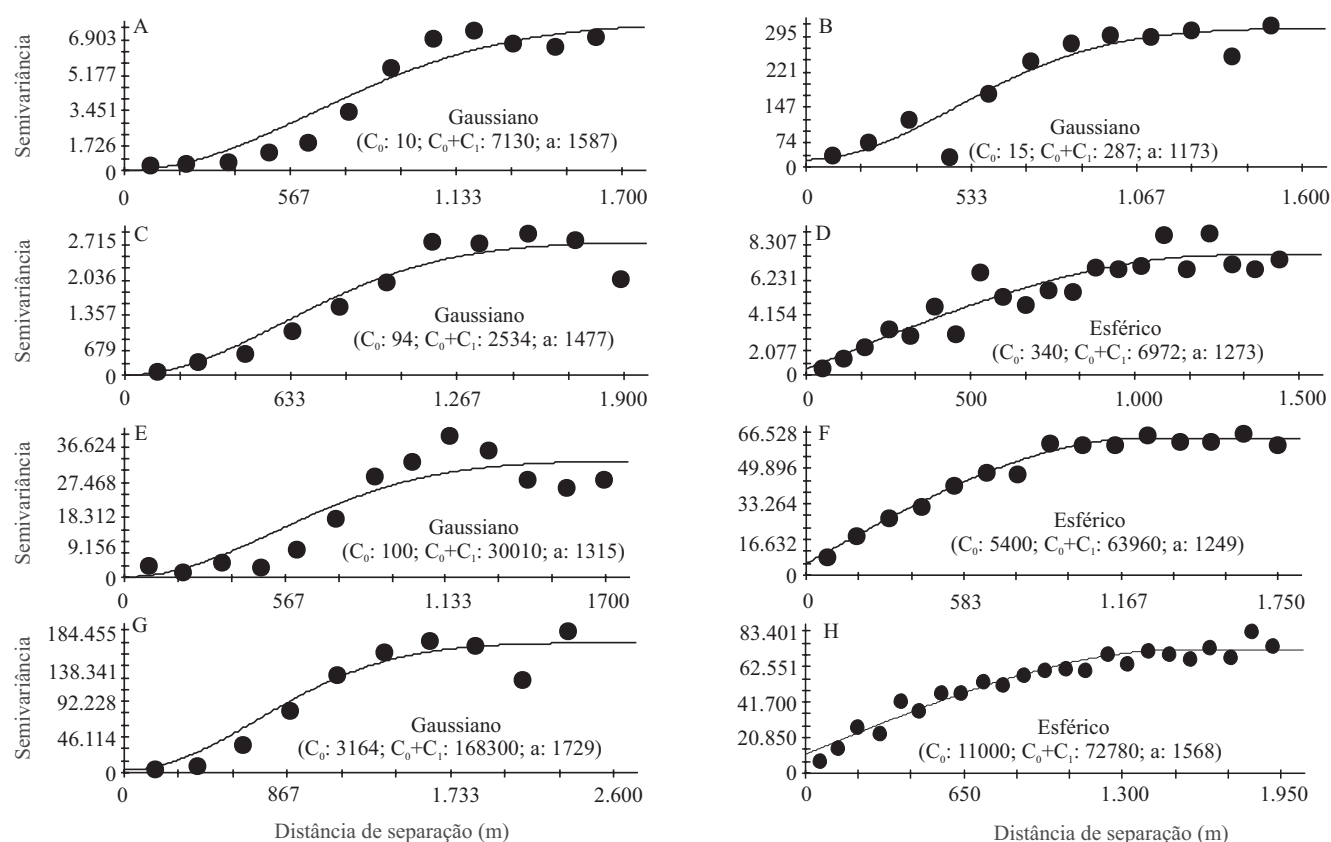 A
Semivariância
6.903
5.177
3.451
1.726
0
Gaussiano
(C₀: 10; C₀+C₁: 7130; a: 1587)
0 567 1.133 1.700
B
295
221
147
74
0
Gaussiano
(C₀: 15; C₀+C₁: 287; a: 1173)
0 533 1.067 1.600
C
Semivariância
2.715
2.036
1.357
679
0
Gaussiano
(C₀: 94; C₀+C₁: 2534; a: 1477)
0 633 1.267 1.900
D
8.307
6.231
4.154
2.077
0
Esférico
(C₀: 340; C₀+C₁: 6972; a: 1273)
0 500 1.000 1.500
E
Semivariância
36.624
27.468
18.312
9.156
0
Gaussiano
(C₀: 100; C₀+C₁: 30010; a: 1315)
0 567 1.133 1700
F
66.528
49.896
33.264
16.632
0
Esférico
(C₀: 5400; C₀+C₁: 63960; a: 1249)
0 583 1.167 1.750
G
Semivariância
184.455
138.341
92.228
46.114
0
Gaussiano
(C₀: 3164; C₀+C₁: 168300; a: 1729)
0 867 1.733 2.600
Distância de separação (m)
H
83.401
62.551
41.700
20.850
0
Esférico
(C₀: 11000; C₀+C₁: 72780; a: 1568)
0 650 1.300 1.950
Distância de separação (m)